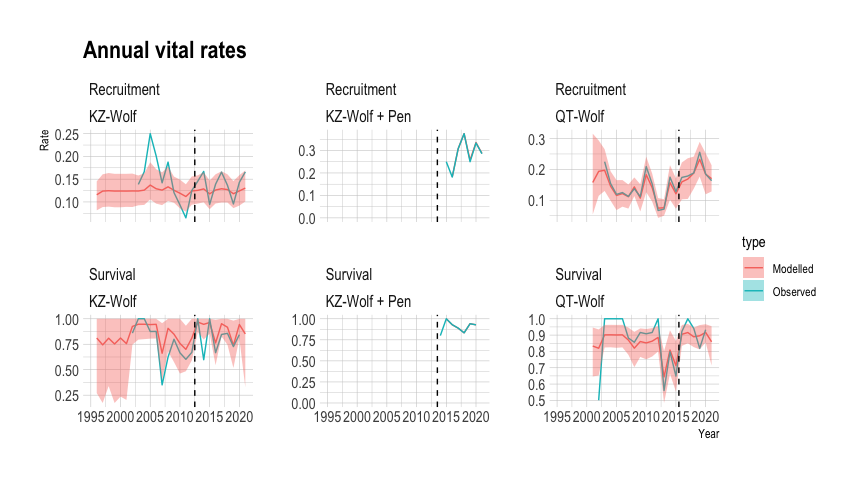 Annual vital rates
Recruitment Recruitment Recruitment
KZ-Wolf KZ-Wolf + Pen QT-Wolf
Rate
0.25
0.20
0.15
0.10
0.3
0.2
0.1
0.0
0.3
0.2
0.1
Survival Survival Survival
KZ-Wolf KZ-Wolf + Pen QT-Wolf
1.00
0.75
0.50
0.25
1.00
0.75
0.50
0.25
0.00
1.0
0.9
0.8
0.7
0.6
0.5
1995 2000 2005 2010 2015 2020 1995 2000 2005 2010 2015 2020 1995 2000 2005 2010 2015 2020
Year
type
Modelled
Observed